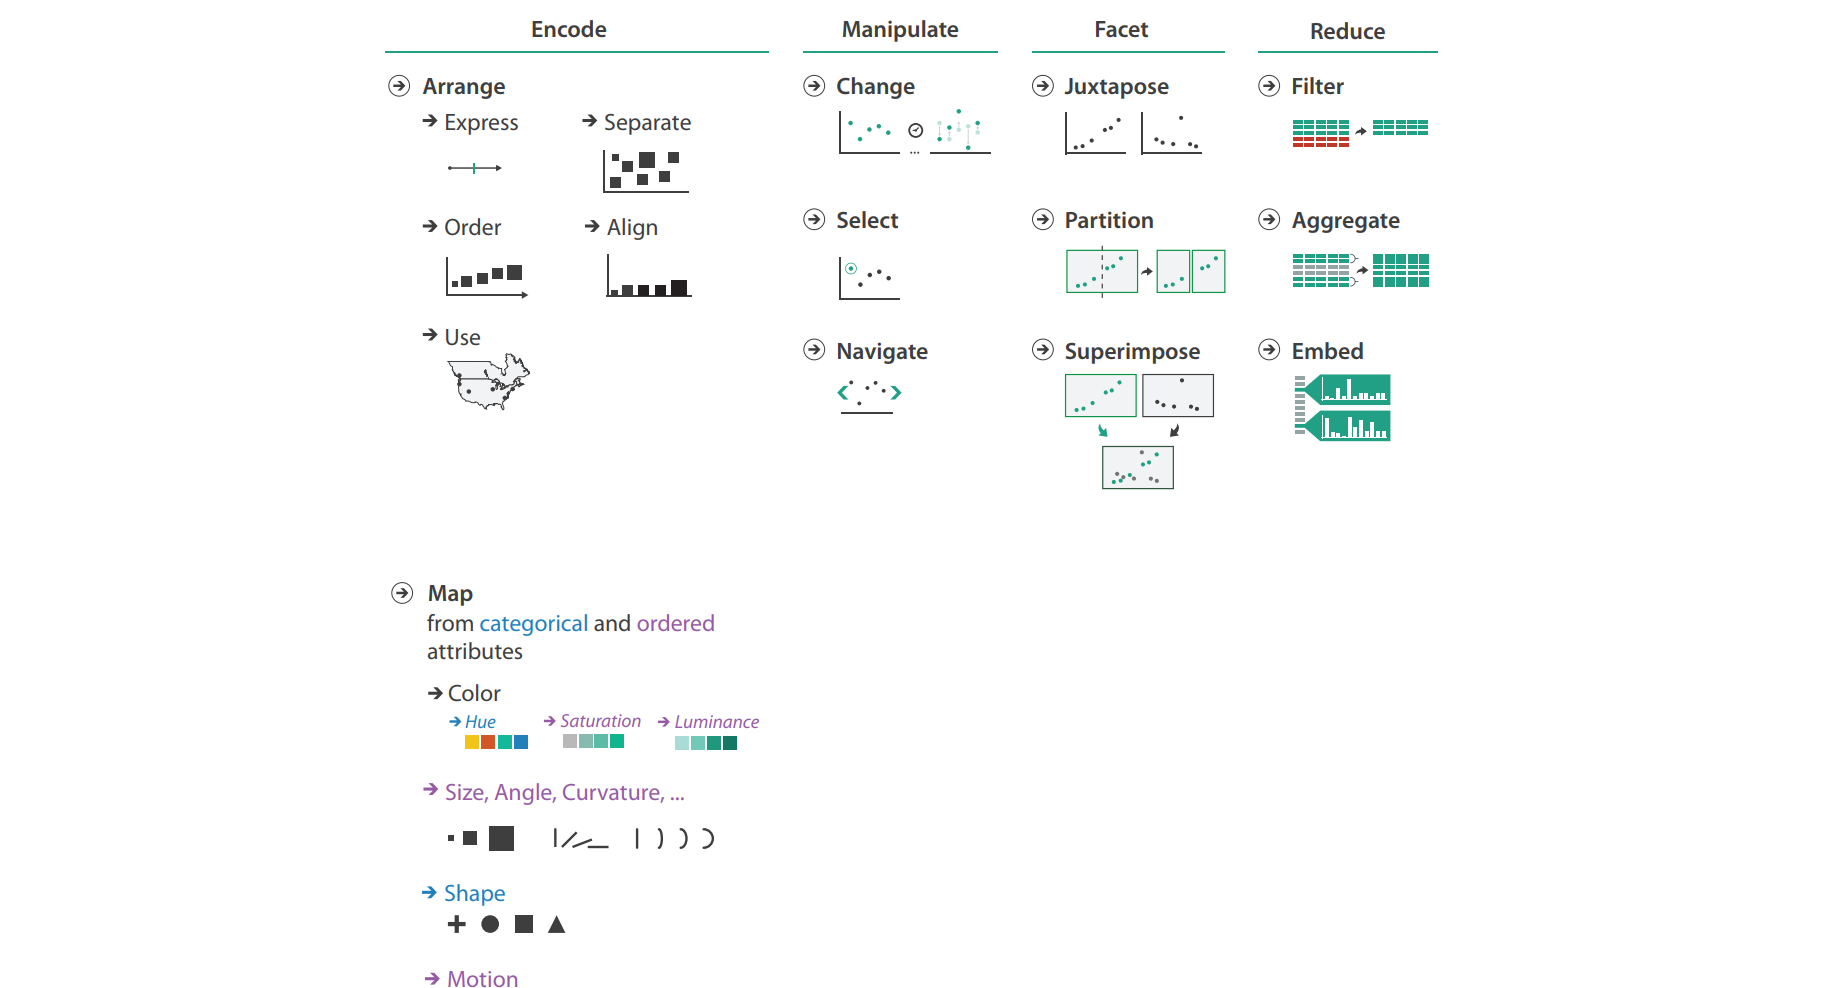 Encode
Arrange
Express
Separate
Order
Align
Use
Map
from categorical and ordered
attributes
Color
Hue
Saturation
Luminance
Size, Angle, Curvature, ...
Shape
Motion
Manipulate
Change
...
Select
Navigate
Facet
Juxtapose
Partition
Superimpose
Reduce
Filter
Aggregate
Embed